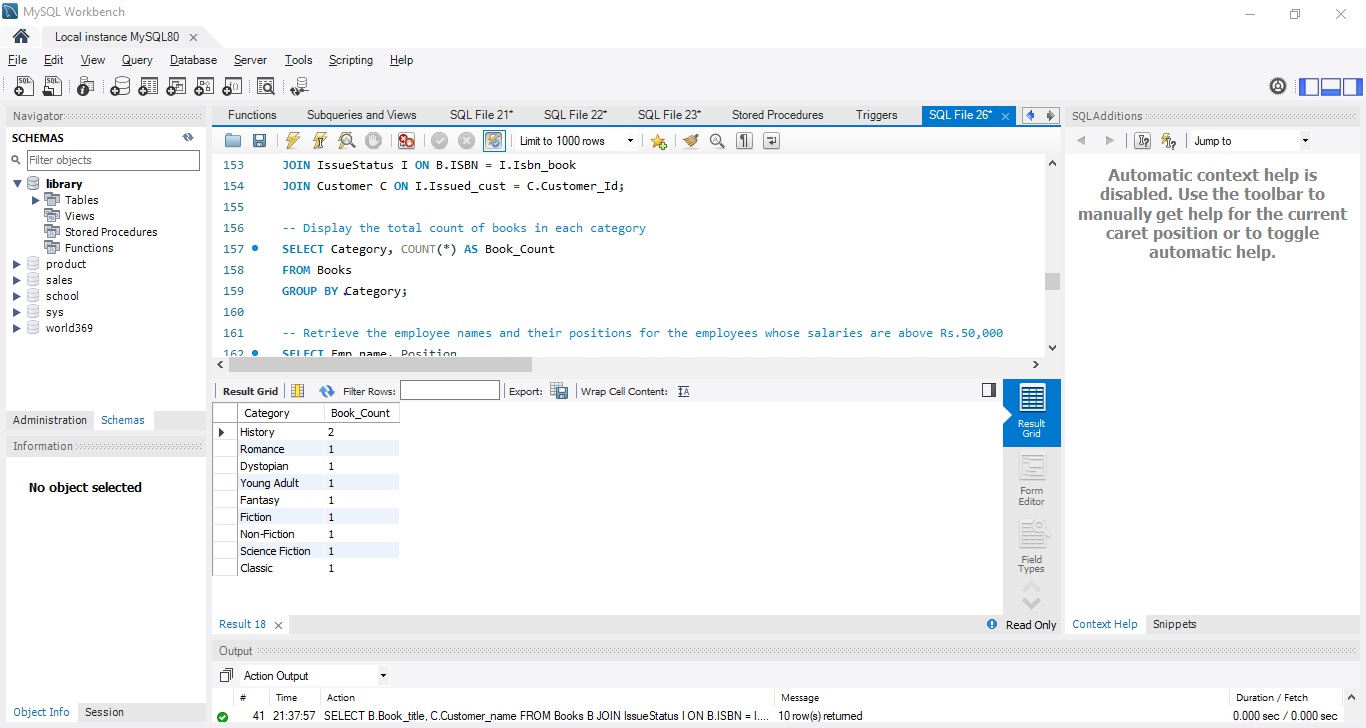 MySQL Workbench
Local instance MySQL80
File Edit View Query Database Server Tools Scripting Help
Navigator
SCHEMAS
Filter objects
library
Tables
Views
Stored Procedures
Functions
product
sales
school
sys
world369
Administration Schemas
Information
No object selected
Object Info Session
Functions Subqueries and Views SQL File 21* SQL File 22* SQL File 23* Stored Procedures Triggers SQL File 26*
Limit to 1000 rows
153 JOIN IssueStatus I ON B.ISBN = I.Isbn_book
154 JOIN Customer C ON I.Issued_cust = C.Customer_Id;
155
156 -- Display the total count of books in each category
157 SELECT Category, COUNT(*) AS Book_Count
158 FROM Books
159 GROUP BY Category;
160
161 -- Retrieve the employee names and their positions for the employees whose salaries are above Rs.50,000
162 SELECT Emp_name, Position
Result Grid Filter Rows: Export: Wrap Cell Content:
Category Book_Count
History 2
Romance 1
Dystopian 1
Young Adult 1
Fantasy 1
Fiction 1
Non-Fiction 1
Science Fiction 1
Classic 1
Result Grid
Form Editor
Field Types
Result 18
Read Only
Output
Action Output
# Time Action Message Duration / Fetch
41 21:37:57 SELECT B.Book_title, C.Customer_name FROM Books B JOIN IssueStatus I ON B.ISBN = I.... 10 row(s) returned 0.000 sec / 0.000 sec
SQLAdditions
Jump to
Automatic context help is
disabled. Use the toolbar to
manually get help for the current
caret position or to toggle
automatic help.
Context Help Snippets